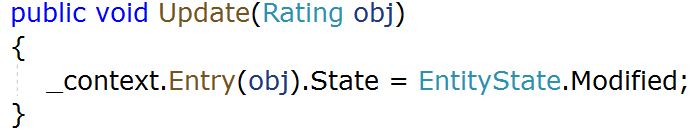 public void Update(Rating obj)
{
_context.Entry(obj).State = EntityState.Modified;
}